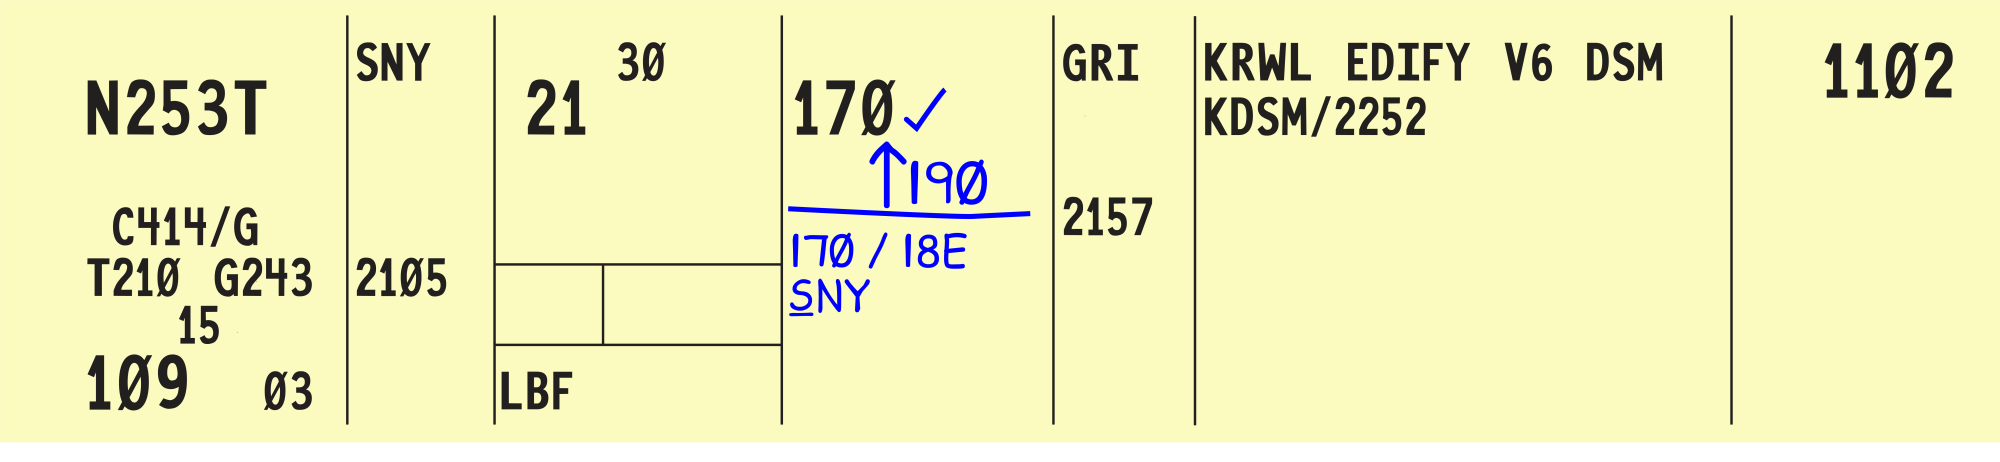 N253T
C414/G
T210 G243
15
109 03
SNY
2105
30
21
LBF
170 ✓
↑190
170 / 18E
SNY
GRI
2157
KRWL EDIFY V6 DSM
KDSM/2252
1102